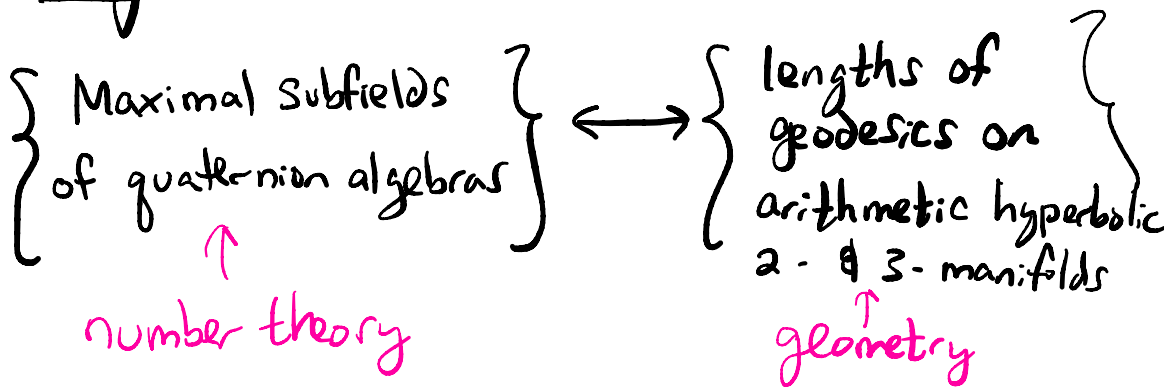 Maximal subfields
of quaternion algebras
number theory
lengths of
geodesics on
arithmetic hyperbolic
2- & 3-manifolds
geometry